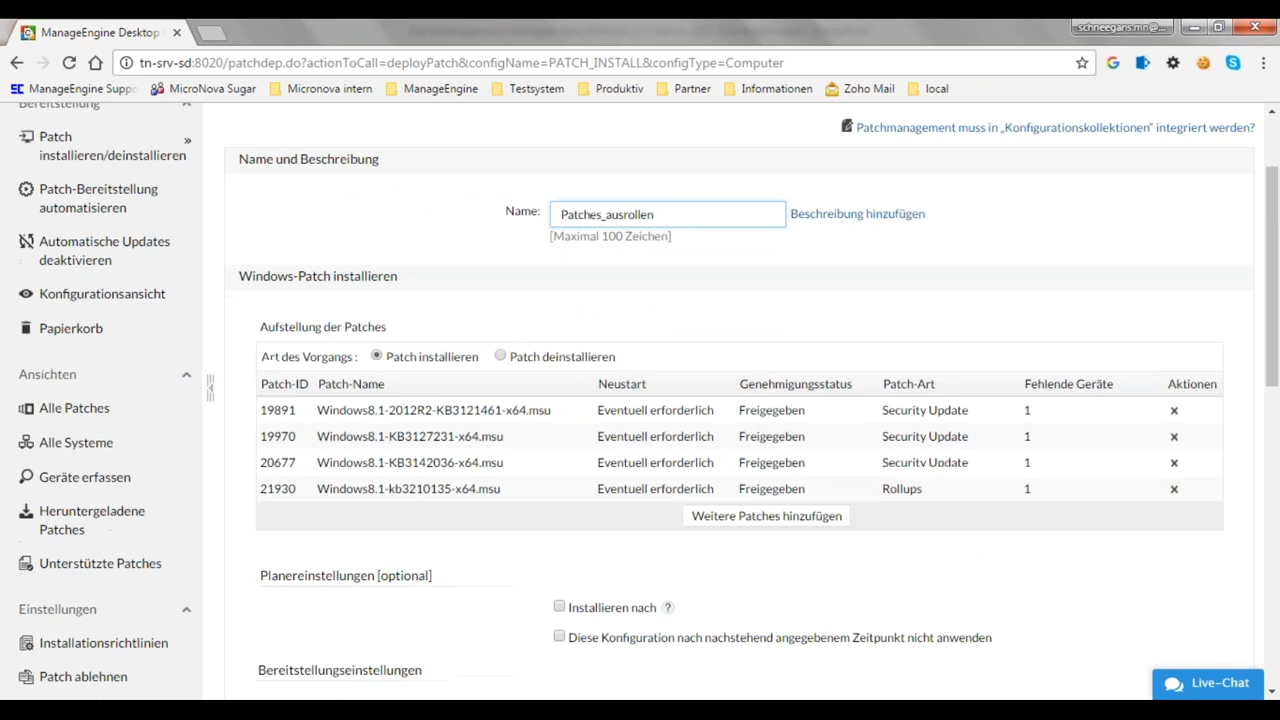 ManageEngine Desktop
schneegans.mn@...
tn-srv-sd:8020/patchdep.do?actionToCall=deployPatch&configName=PATCH_INSTALL&configType=Computer
ManageEngine Suppo MicroNova Sugar Micronova intern ManageEngine Testsystem Produktiv Partner Informationen Zoho Mail local
Bereitstellung
Patch
installieren/deinstallieren
Patch-Bereitstellung
automatisieren
Automatische Updates
deaktivieren
Konfigurationsansicht
Papierkorb
Ansichten
Alle Patches
Alle Systeme
Geräte erfassen
Heruntergeladene
Patches
Unterstützte Patches
Einstellungen
Installationsrichtlinien
Patch ablehnen
Patchmanagement muss in „Konfigurationskollektionen" integriert werden?
Name und Beschreibung
Name: Patches_ausrollen Beschreibung hinzufügen
[Maximal 100 Zeichen]
Windows-Patch installieren
Aufstellung der Patches
Art des Vorgangs : Patch installieren Patch deinstallieren
Patch-ID Patch-Name Neustart Genehmigungsstatus Patch-Art Fehlende Geräte Aktionen
19891 Windows8.1-2012R2-KB3121461-x64.msu Eventuell erforderlich Freigegeben Security Update 1
19970 Windows8.1-KB3127231-x64.msu Eventuell erforderlich Freigegeben Security Update 1
20677 Windows8.1-KB3142036-x64.msu Eventuell erforderlich Freigegeben Security Update 1
21930 Windows8.1-kb3210135-x64.msu Eventuell erforderlich Freigegeben Rollups 1
Weitere Patches hinzufügen
Planereinstellungen [optional]
Installieren nach ?
Diese Konfiguration nach nachstehend angegebenem Zeitpunkt nicht anwenden
Bereitstellungseinstellungen
Live-Chat